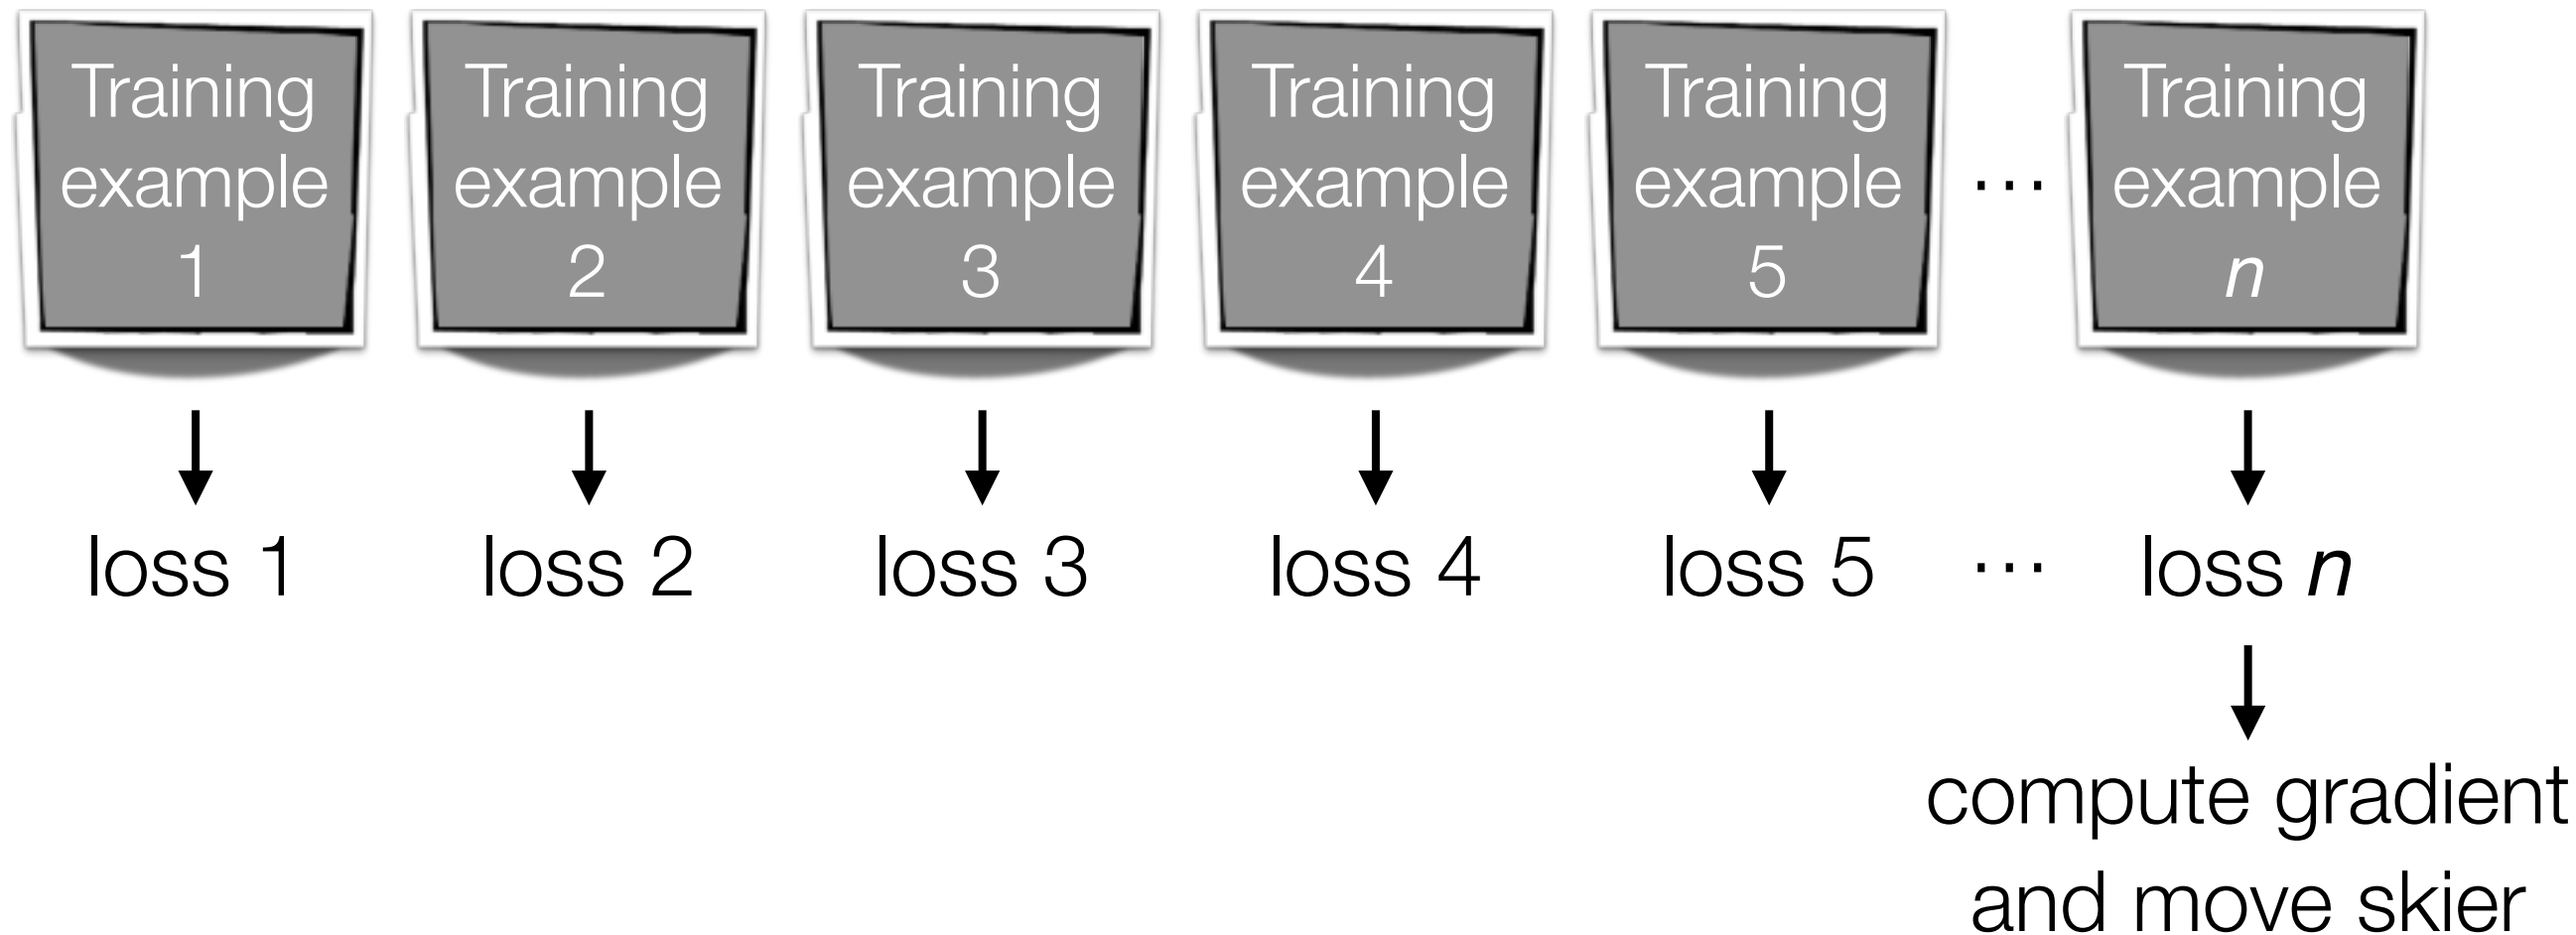 Training
example
1
Training
example
2
Training
example
3
Training
example
4
Training
example
5
...
Training
example
n
loss 1
loss 2
loss 3
loss 4
loss 5
...
loss n
compute gradient
and move skier